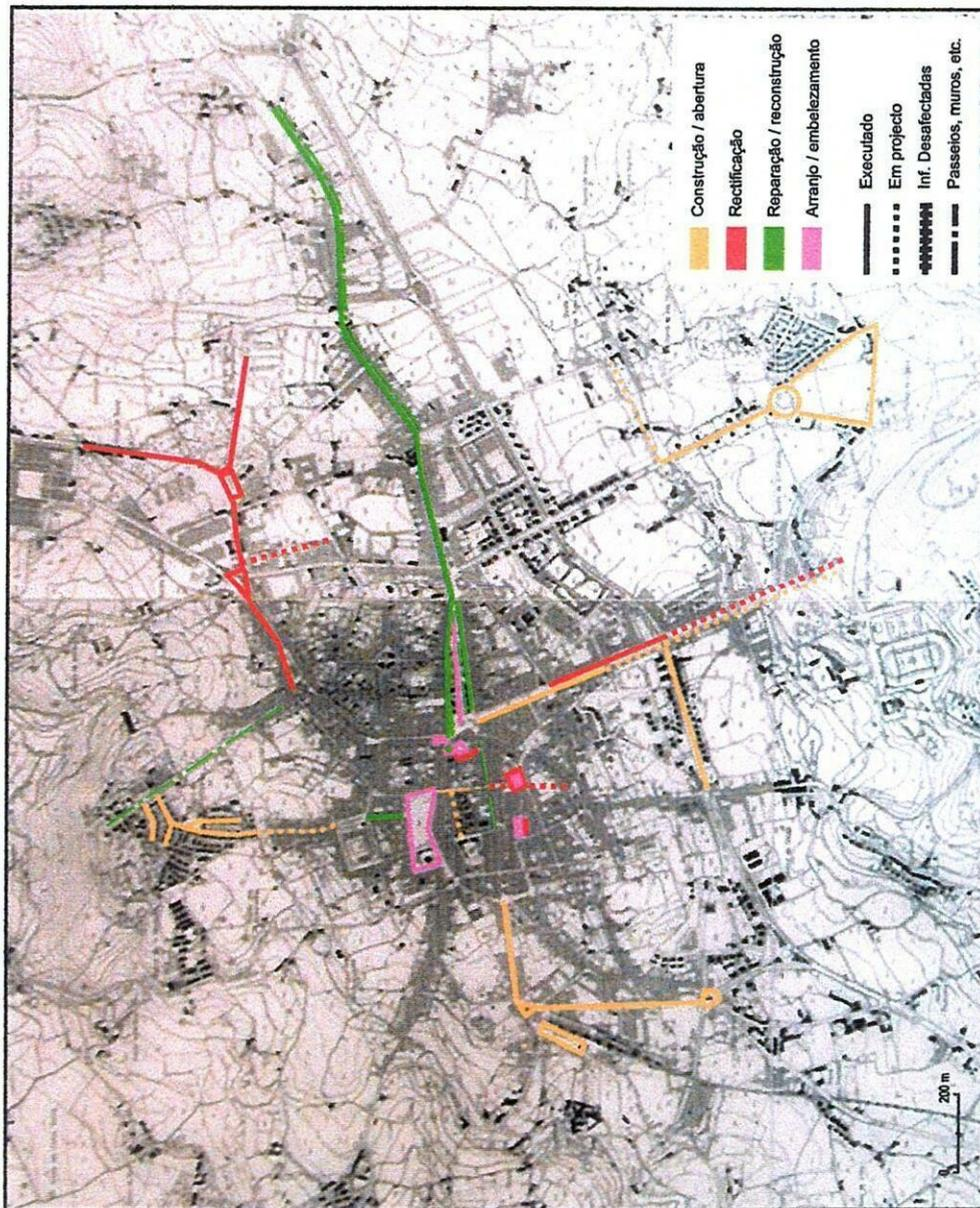 Construção / abertura
Rectificação
Reparação / reconstrução
Arranjo / embelezamento
Executado
Em projecto
Inf. Desafectadas
Passeios, muros, etc.
0 200 m